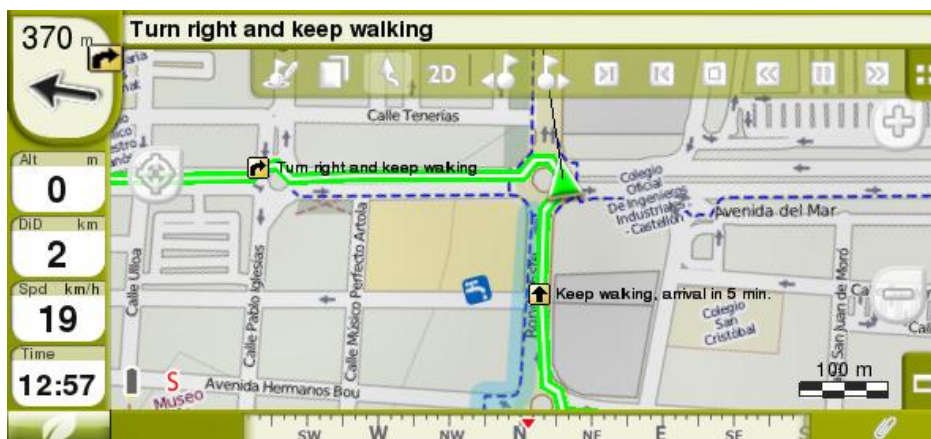 370 m
Turn right and keep walking
2D
Calle Tenerías
Alt m
0
Turn right and keep walking
Colegio
Oficial
De Ingenieros
Industriales
- Castellón
Avenida del Mar
DiD km
2
Calle Ulloa
Calle Pablo Iglesias
Calle Músico Perfecto Artola
San Juan de Moró
Spd km/h
19
Keep walking, arrival in 5 min.
Colegio
San
Cristóbal
Time
12:57
100 m
S
Museo
Avenida Hermanos Bou
SW W NW N NE E SE S